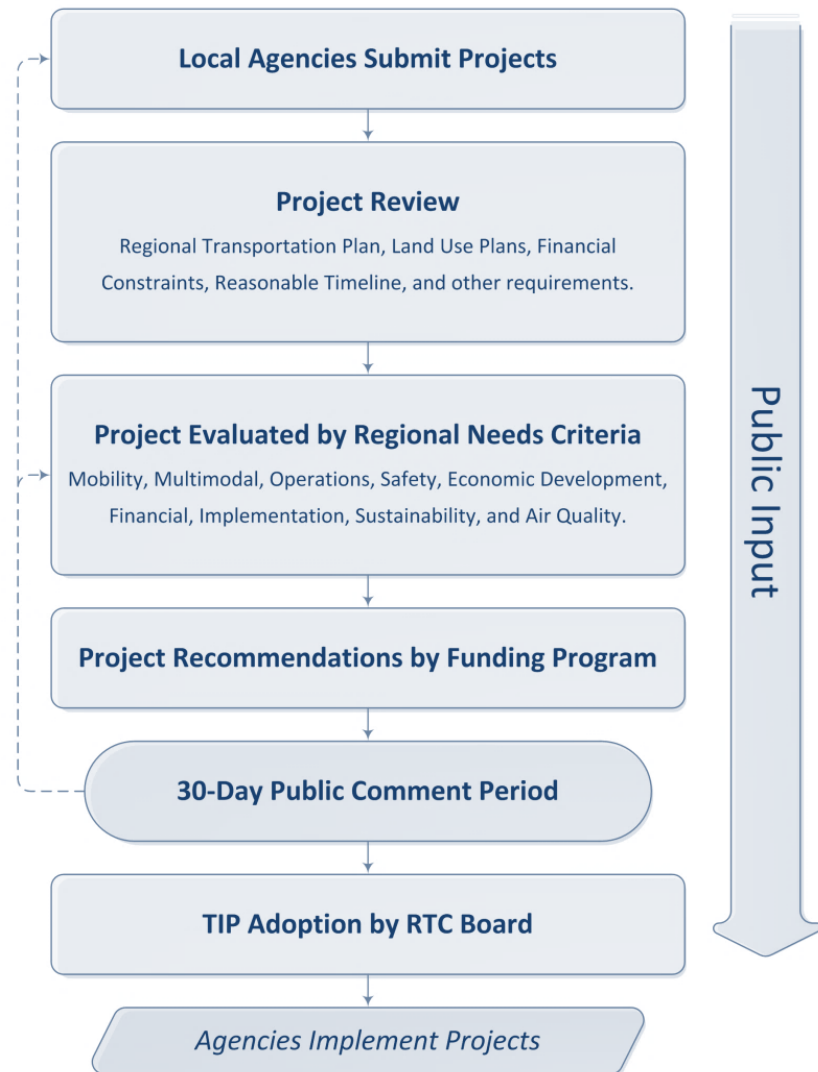 Local Agencies Submit Projects
Project Review
Regional Transportation Plan, Land Use Plans, Financial
Constraints, Reasonable Timeline, and other requirements.
Project Evaluated by Regional Needs Criteria
Mobility, Multimodal, Operations, Safety, Economic Development,
Financial, Implementation, Sustainability, and Air Quality.
Project Recommendations by Funding Program
30-Day Public Comment Period
TIP Adoption by RTC Board
Agencies Implement Projects
Public Input